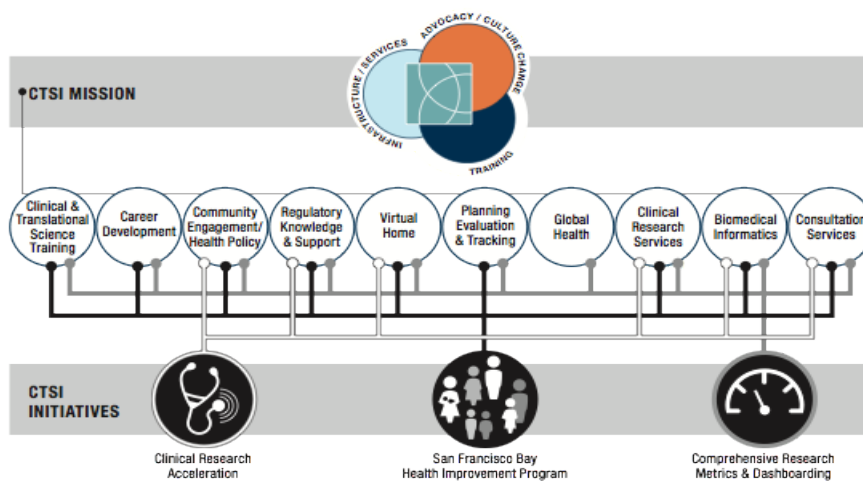 ADVOCACY / CULTURE CHANGE
INFRASTRUCTURE / SERVICES
TRAINING
CTSI MISSION
Clinical &
Translational
Science
Training
Career
Development
Community
Engagement/
Health Policy
Regulatory
Knowledge
& Support
Virtual
Home
Planning
Evaluation
& Tracking
Global
Health
Clinical
Research
Services
Biomedical
Informatics
Consultation
Services
CTSI
INITIATIVES
Clinical Research
Acceleration
San Francisco Bay
Health Improvement Program
Comprehensive Research
Metrics & Dashboarding